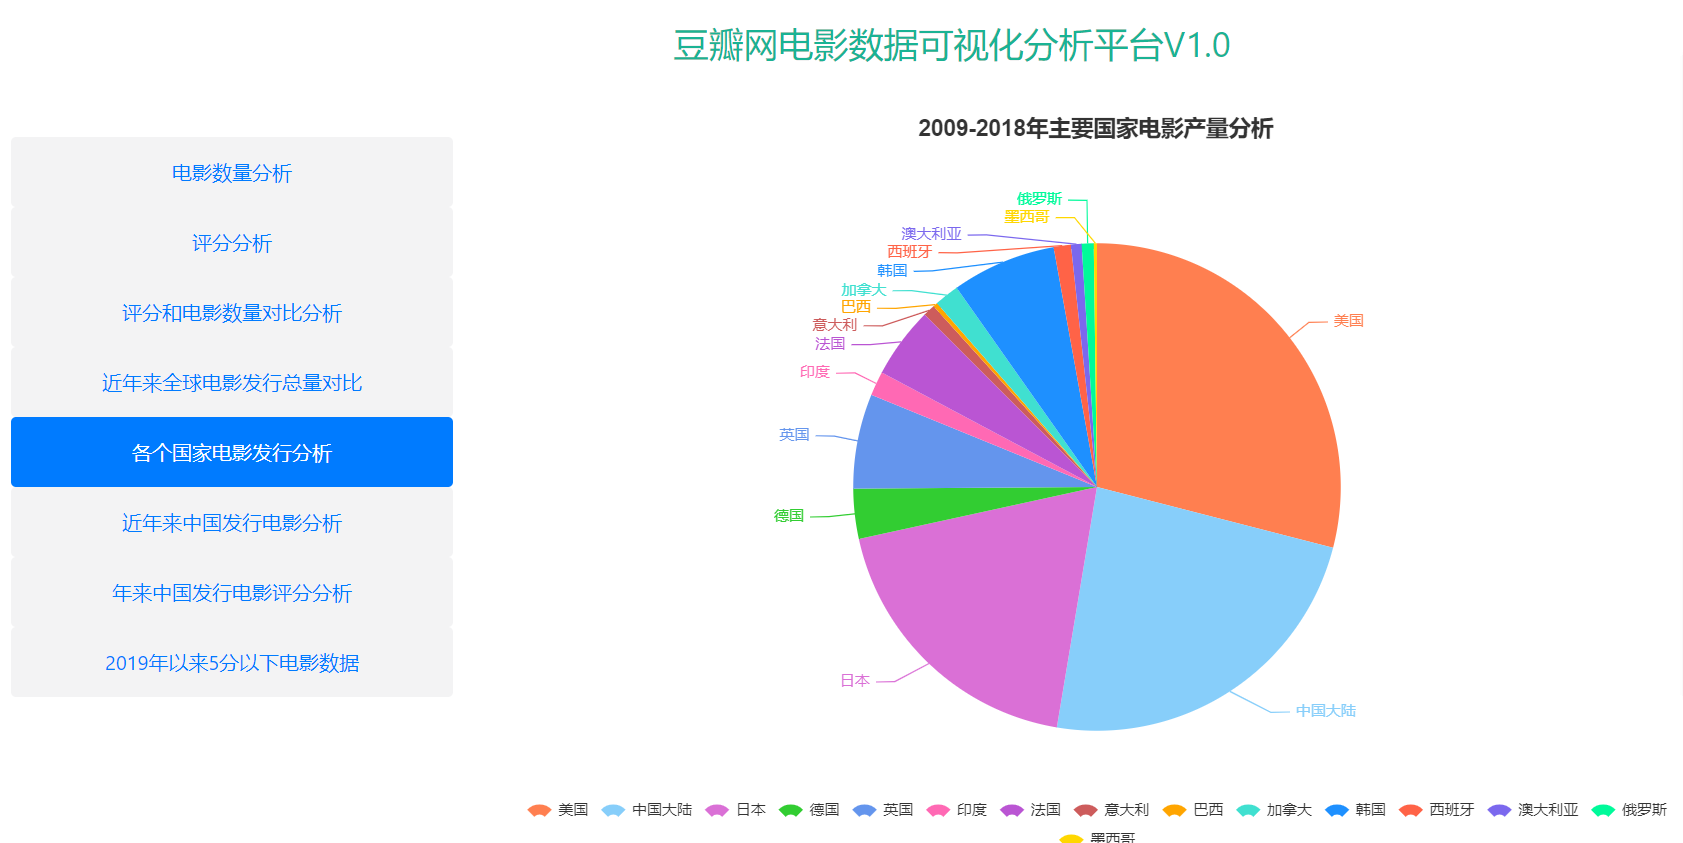 豆瓣网电影数据可视化分析平台V1.0
电影数量分析
评分分析
评分和电影数量对比分析
近年来全球电影发行总量对比
各个国家电影发行分析
近年来中国发行电影分析
年来中国发行电影评分分析
2019年以来5分以下电影数据
2009-2018年主要国家电影产量分析
俄罗斯
墨西哥
澳大利亚
西班牙
韩国
加拿大
巴西
意大利
法国
印度
英国
德国
日本
美国
中国大陆
美国 中国大陆 日本 德国 英国 印度 法国 意大利 巴西 加拿大 韩国 西班牙 澳大利亚 俄罗斯
墨西哥